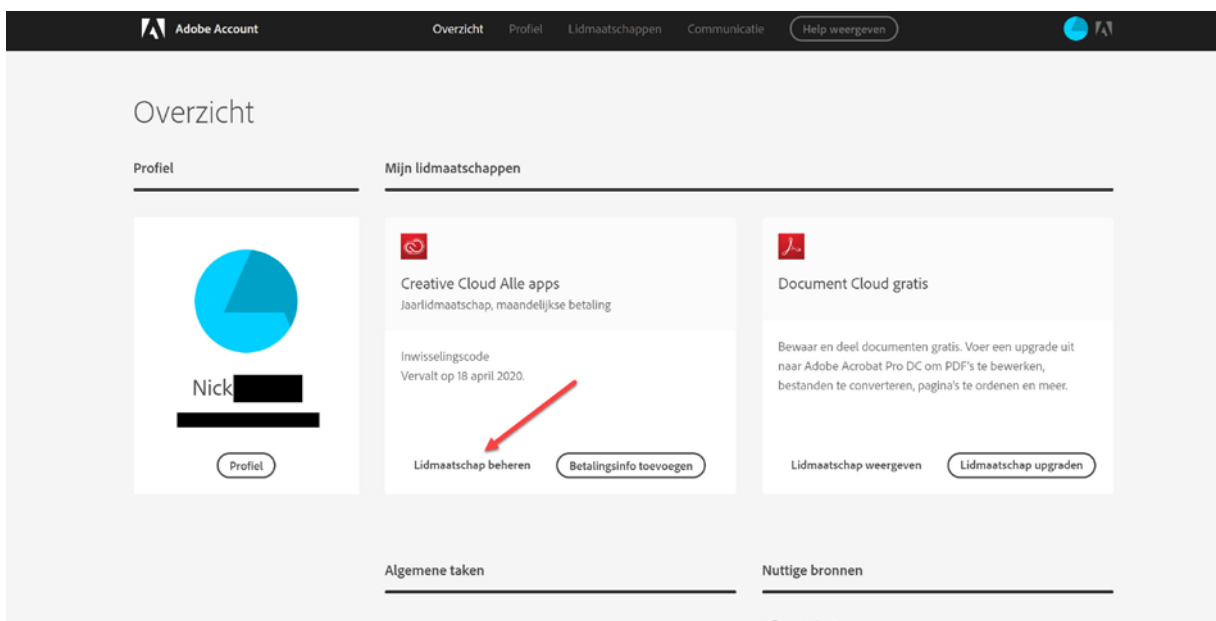 Adobe Account
Overzicht Profiel Lidmaatschappen Communicatie Help weergeven
Overzicht
Profiel
Mijn lidmaatschappen
Nick
Profiel
Creative Cloud Alle apps
Jaarlidmaatschap, maandelijkse betaling
Inwisselingscode
Vervalt op 18 april 2020.
Lidmaatschap beheren Betalingsinfo toevoegen
Document Cloud gratis
Bewaar en deel documenten gratis. Voer een upgrade uit
naar Adobe Acrobat Pro DC om PDF's te bewerken,
bestanden te converteren, pagina's te ordenen en meer.
Lidmaatschap weergeven Lidmaatschap upgraden
Algemene taken
Nuttige bronnen